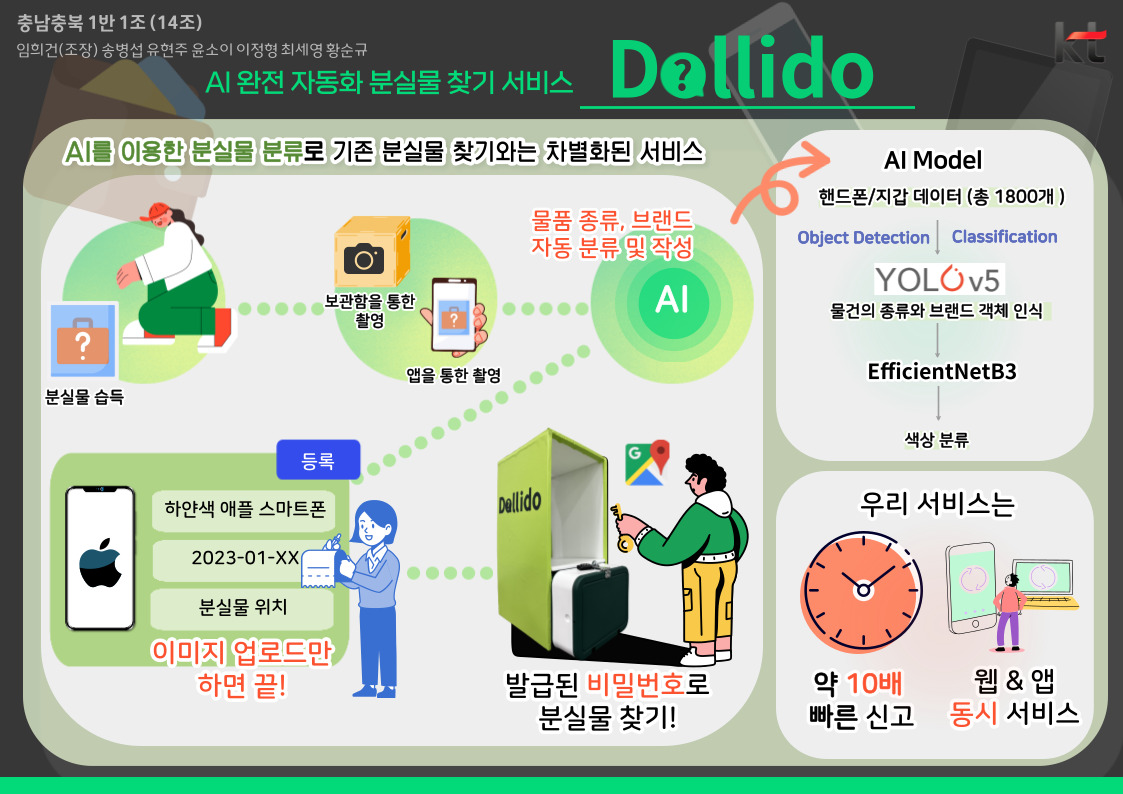 충남충북 1반 1조 (14조)
임희건(조장) 송병섭 유현주 윤소이 이정형 최세영 황순규
AI 완전 자동화 분실물 찾기 서비스
Dallido
kt
AI를 이용한 분실물 분류로 기존 분실물 찾기와는 차별화된 서비스
?
분실물 습득
보관함을 통한
촬영
?
앱을 통한 촬영
물품 종류, 브랜드
자동 분류 및 작성
AI
등록
하얀색 애플 스마트폰
2023-01-XX
분실물 위치
이미지 업로드만
하면 끝!
Dallido
G
발급된 비밀번호로
분실물 찾기!
AI Model
핸드폰/지갑 데이터 (총 1800개 )
Object Detection
Classification
YOLOv5
물건의 종류와 브랜드 객체 인식
EfficientNetB3
색상 분류
우리 서비스는
약 10배
빠른 신고
웹 & 앱
동시 서비스